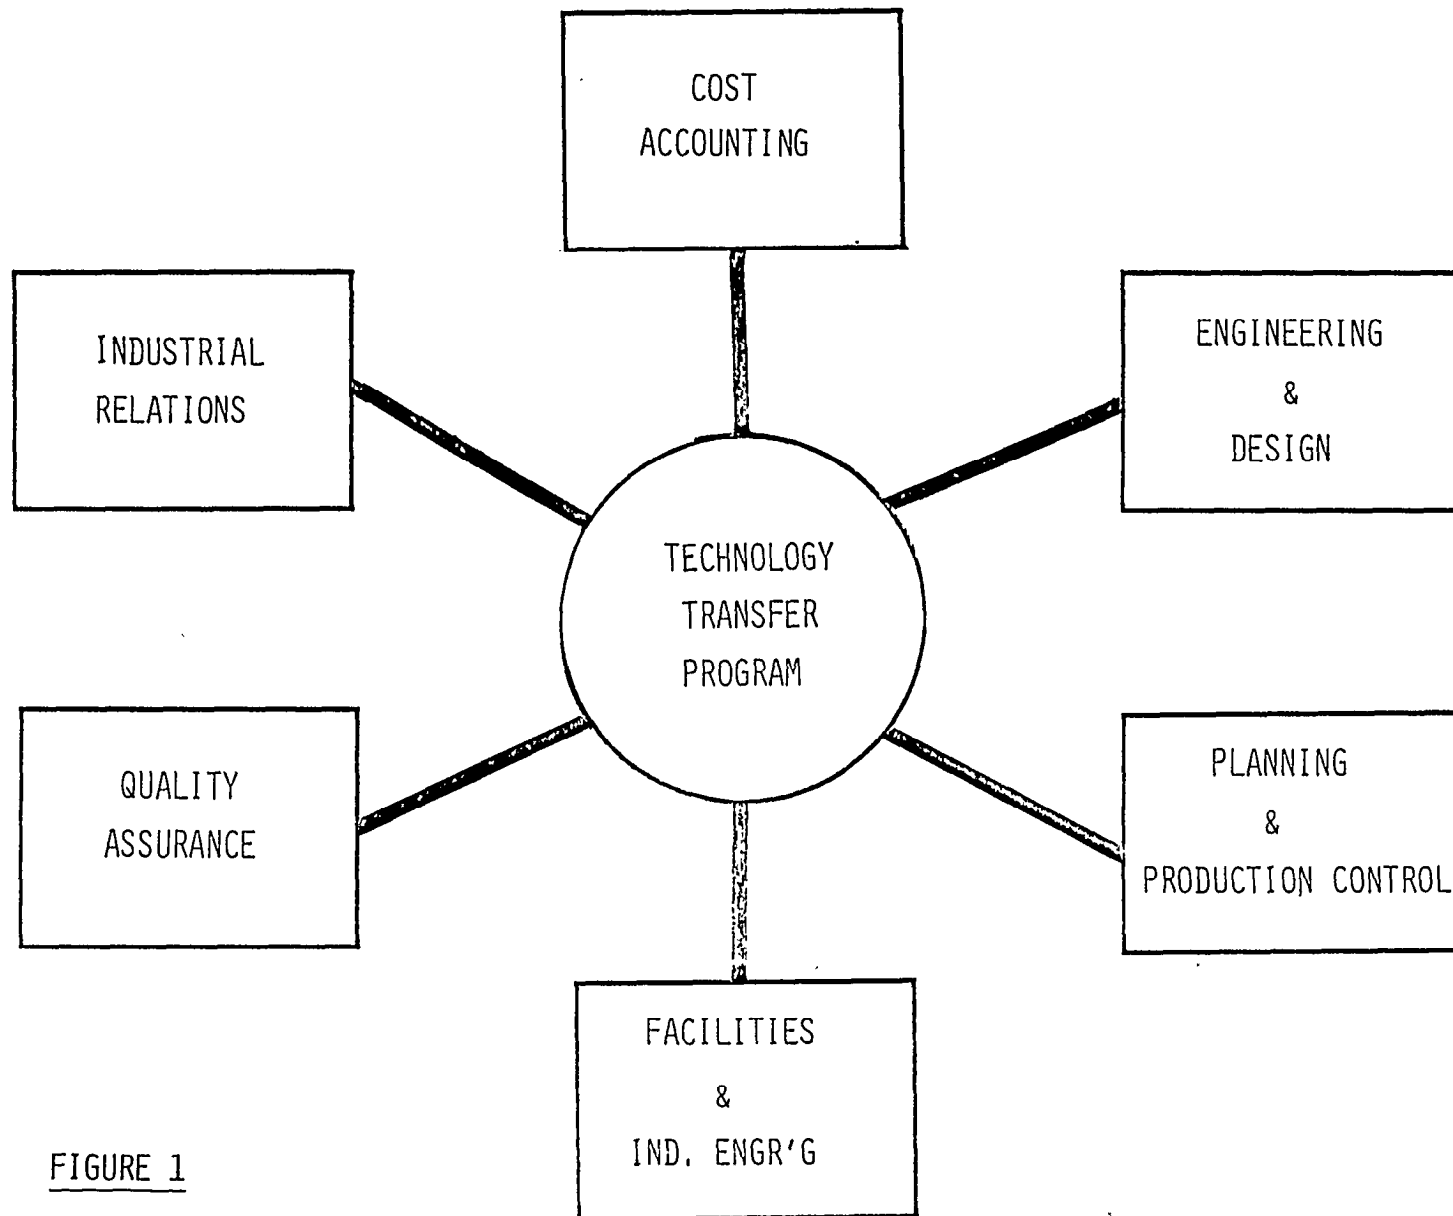 COST
ACCOUNTING
INDUSTRIAL
RELATIONS
ENGINEERING
&
DESIGN
TECHNOLOGY
TRANSFER
PROGRAM
QUALITY
ASSURANCE
PLANNING
&
PRODUCTION CONTROL
FACILITIES
&
IND. ENGR'G
FIGURE 1